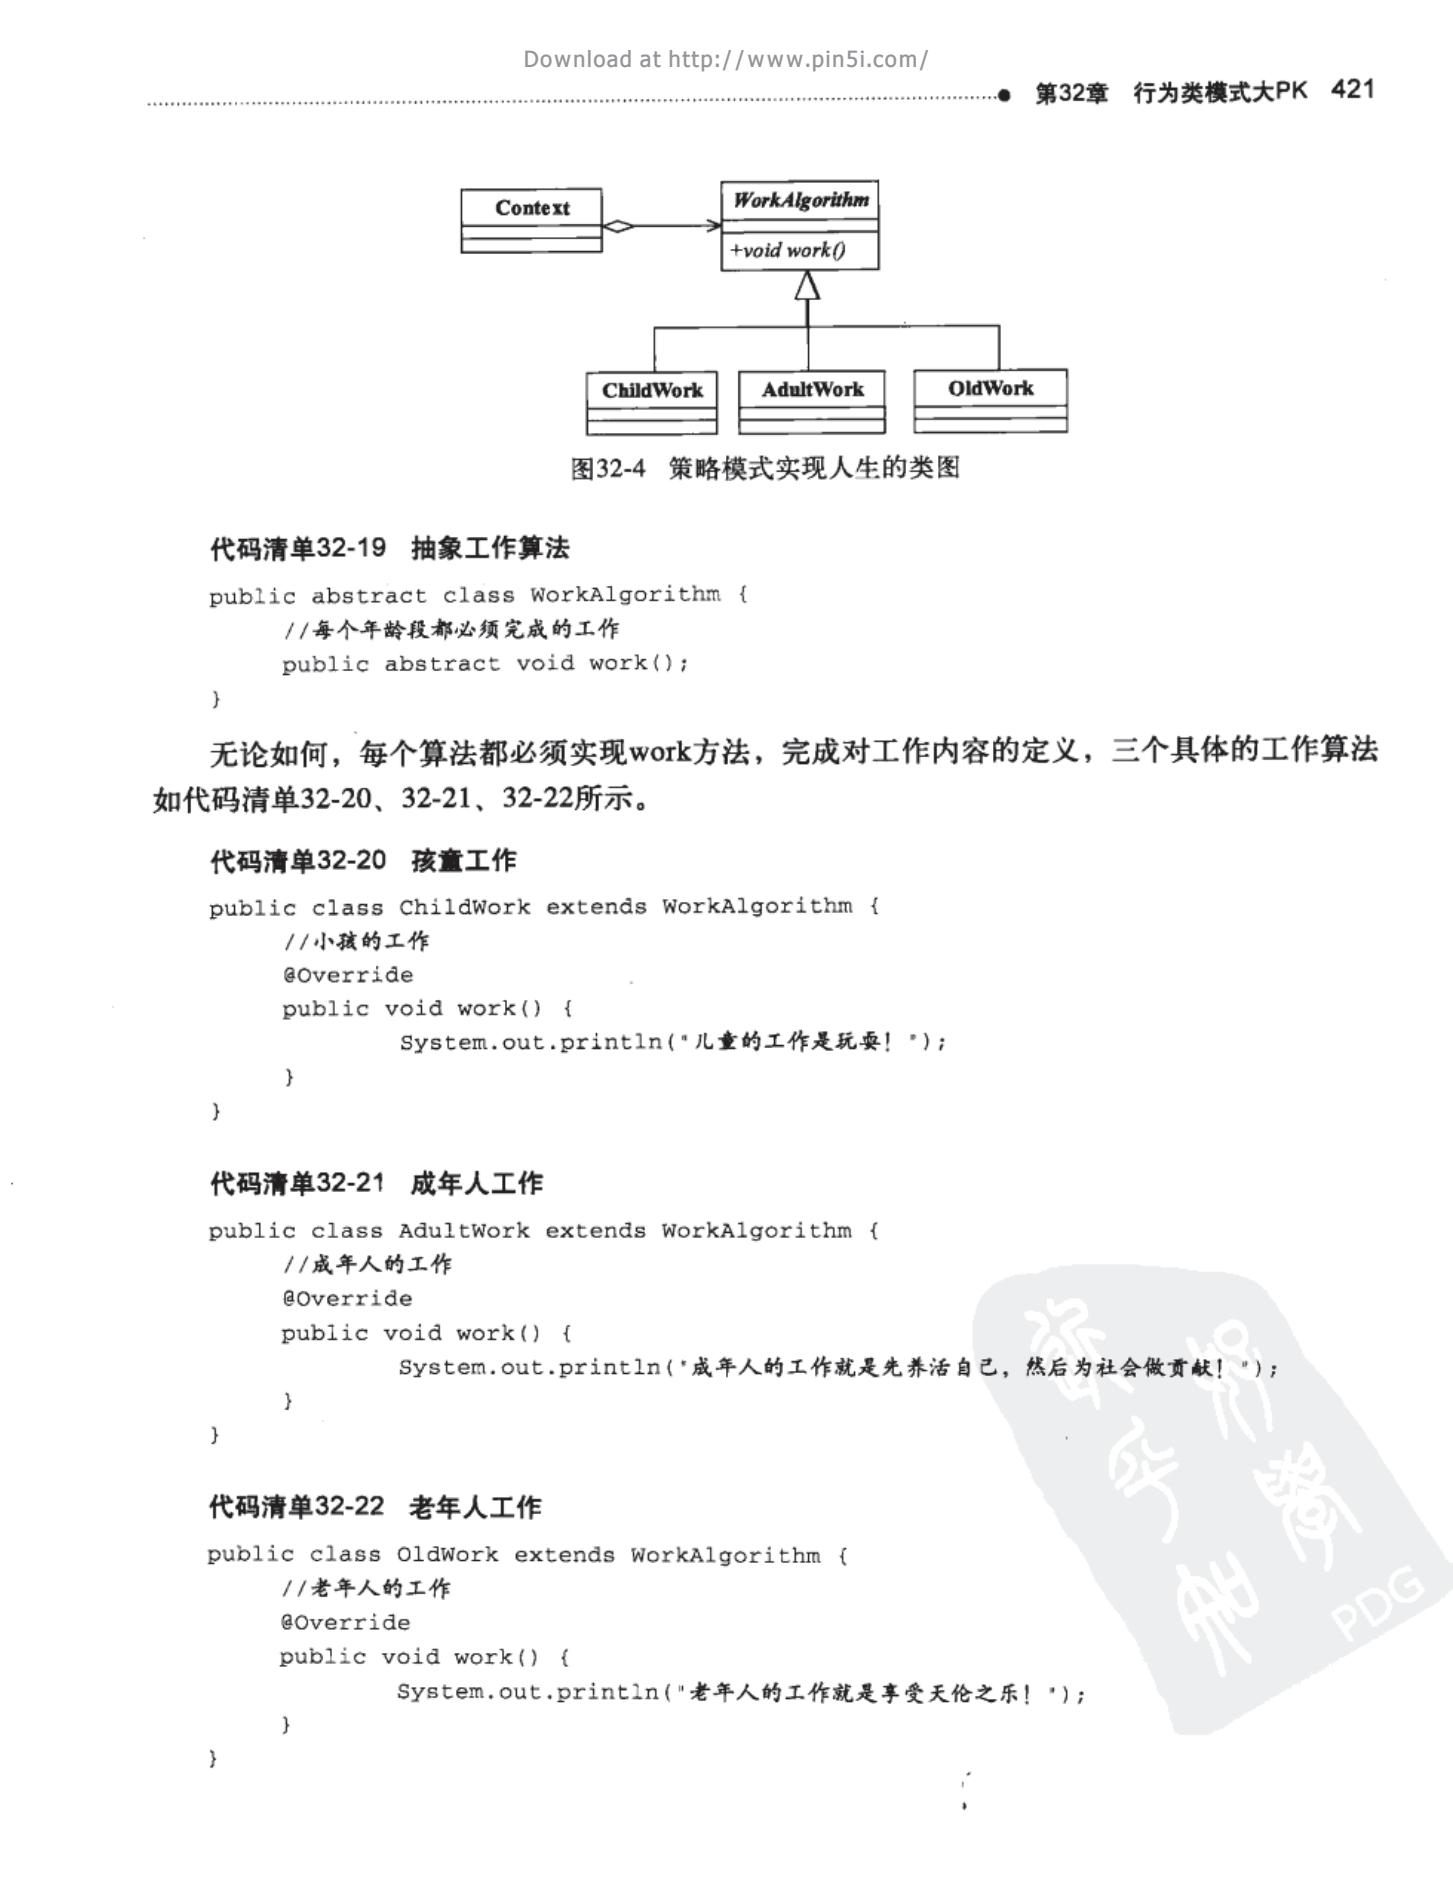 Download at http://www.pin5i.com/
第32章 行为类模式大PK 421
Context
WorkAlgorithm
+void work()
ChildWork
AdultWork
OldWork
图32-4 策略模式实现人生的类图
代码清单32-19 抽象工作算法
public abstract class WorkAlgorithm {
//每个年龄段都必须完成的工作
public abstract void work();
}
无论如何，每个算法都必须实现work方法，完成对工作内容的定义，三个具体的工作算法
如代码清单32-20、32-21、32-22所示。
代码清单32-20 孩童工作
public class ChildWork extends WorkAlgorithm {
//小孩的工作
@Override
public void work() {
System.out.println("儿童的工作是玩耍！");
}
}
代码清单32-21 成年人工作
public class AdultWork extends WorkAlgorithm {
//成年人的工作
@Override
public void work() {
System.out.println("成年人的工作就是先养活自己，然后为社会做贡献！");
}
}
代码清单32-22 老年人工作
public class OldWork extends WorkAlgorithm {
//老年人的工作
@Override
public void work() {
System.out.println("老年人的工作就是享受天伦之乐！");
}
}
PDG